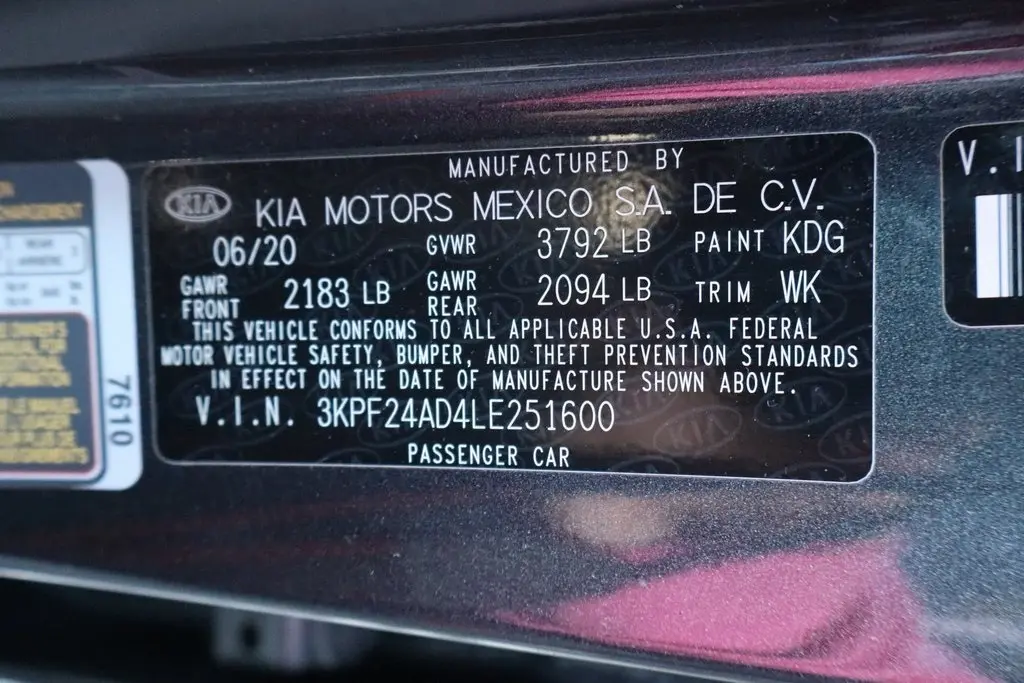 MANUFACTURED BY
KIA
KIA MOTORS MEXICO S.A. DE C.V.
06/20 GVWR 3792 LB PAINT KDG
GAWR FRONT 2183 LB GAWR REAR 2094 LB TRIM WK
THIS VEHICLE CONFORMS TO ALL APPLICABLE U.S.A. FEDERAL
MOTOR VEHICLE SAFETY, BUMPER, AND THEFT PREVENTION STANDARDS
IN EFFECT ON THE DATE OF MANUFACTURE SHOWN ABOVE.
V.I.N. 3KPF24AD4LE251600
PASSENGER CAR
7610
V.I